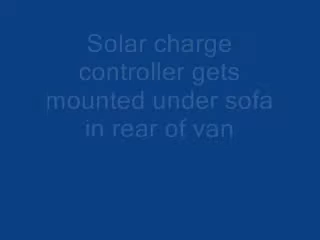 Solar charge
controller gets
mounted under sofa
in rear of van